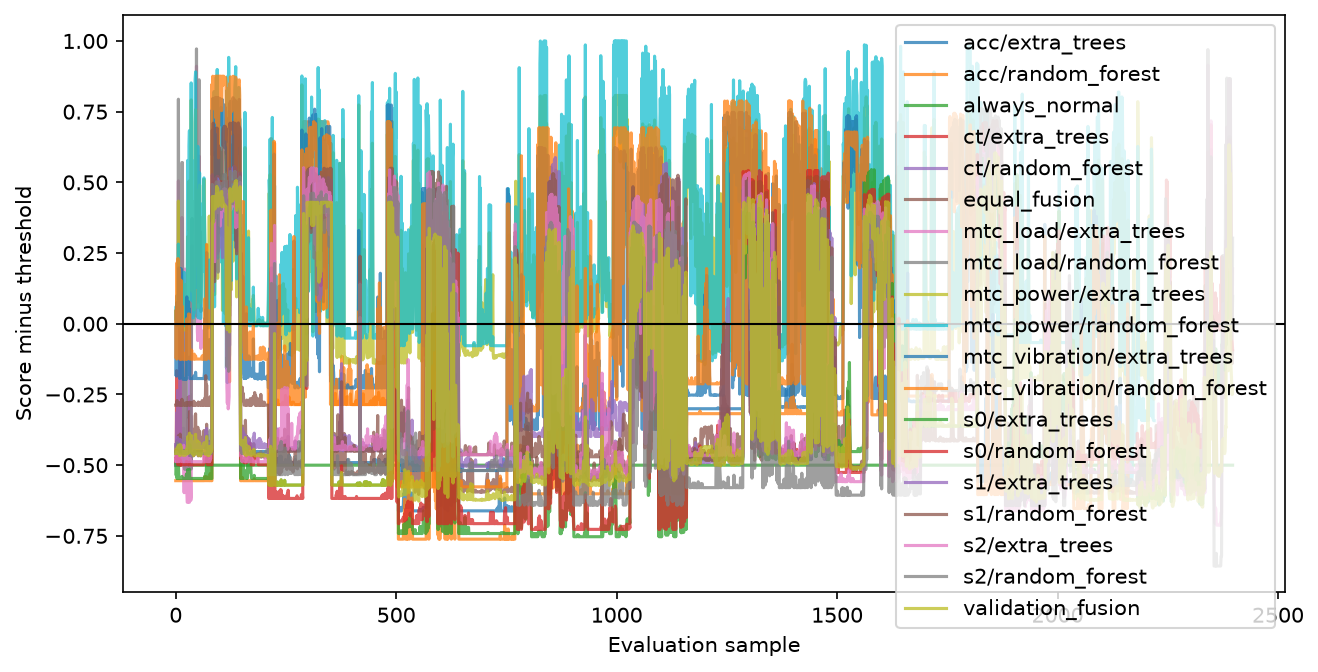 1.00
0.75
0.50
0.25
0.00
−0.25
−0.50
−0.75
Score minus threshold
0
500
1000
1500
2000
2500
Evaluation sample
acc/extra_trees
acc/random_forest
always_normal
ct/extra_trees
ct/random_forest
equal_fusion
mtc_load/extra_trees
mtc_load/random_forest
mtc_power/extra_trees
mtc_power/random_forest
mtc_vibration/extra_trees
mtc_vibration/random_forest
s0/extra_trees
s0/random_forest
s1/extra_trees
s1/random_forest
s2/extra_trees
s2/random_forest
validation_fusion